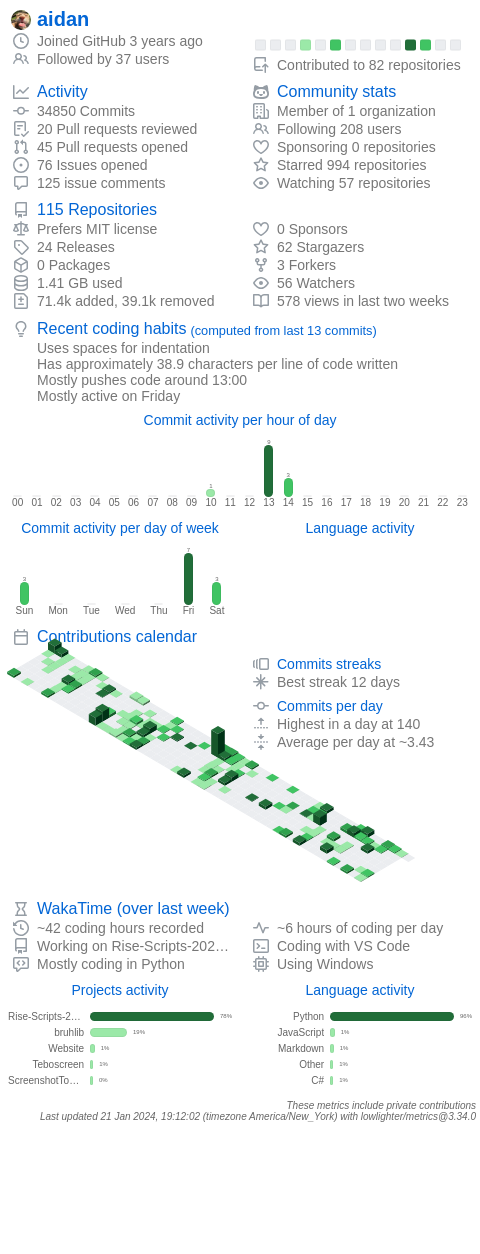 aidan
Joined GitHub 3 years ago
Followed by 37 users
Contributed to 82 repositories
Activity
34850 Commits
20 Pull requests reviewed
45 Pull requests opened
76 Issues opened
125 issue comments
Community stats
Member of 1 organization
Following 208 users
Sponsoring 0 repositories
Starred 994 repositories
Watching 57 repositories
115 Repositories
Prefers MIT license
24 Releases
0 Packages
1.41 GB used
71.4k added, 39.1k removed
0 Sponsors
62 Stargazers
3 Forkers
56 Watchers
578 views in last two weeks
Recent coding habits (computed from last 13 commits)
Uses spaces for indentation
Has approximately 38.9 characters per line of code written
Mostly pushes code around 13:00
Mostly active on Friday
Commit activity per hour of day
1 9 3
00 01 02 03 04 05 06 07 08 09 10 11 12 13 14 15 16 17 18 19 20 21 22 23
Commit activity per day of week
3 7 3
Sun Mon Tue Wed Thu Fri Sat
Language activity
Contributions calendar
Commits streaks
Best streak 12 days
Commits per day
Highest in a day at 140
Average per day at ~3.43
WakaTime (over last week)
~42 coding hours recorded
Working on Rise-Scripts-202…
Mostly coding in Python
~6 hours of coding per day
Coding with VS Code
Using Windows
Projects activity
Rise-Scripts-2… 78%
bruhlib 19%
Website 1%
Teboscreen 1%
ScreenshotTo… 0%
Language activity
Python 96%
JavaScript 1%
Markdown 1%
Other 1%
C# 1%
These metrics include private contributions
Last updated 21 Jan 2024, 19:12:02 (timezone America/New_York) with lowlighter/metrics@3.34.0